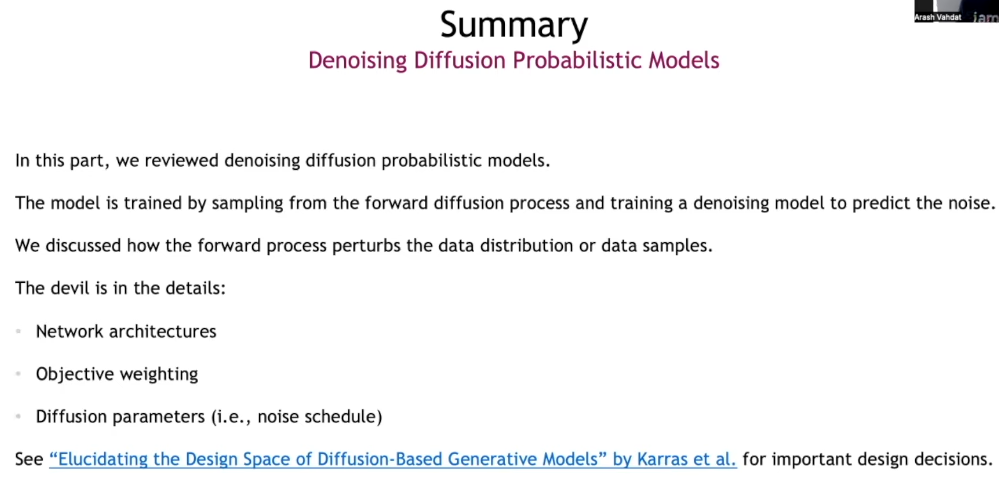 Arash Vahdat
jam
Summary
Denoising Diffusion Probabilistic Models
In this part, we reviewed denoising diffusion probabilistic models.
The model is trained by sampling from the forward diffusion process and training a denoising model to predict the noise.
We discussed how the forward process perturbs the data distribution or data samples.
The devil is in the details:
Network architectures
Objective weighting
Diffusion parameters (i.e., noise schedule)
See “Elucidating the Design Space of Diffusion-Based Generative Models” by Karras et al. for important design decisions.